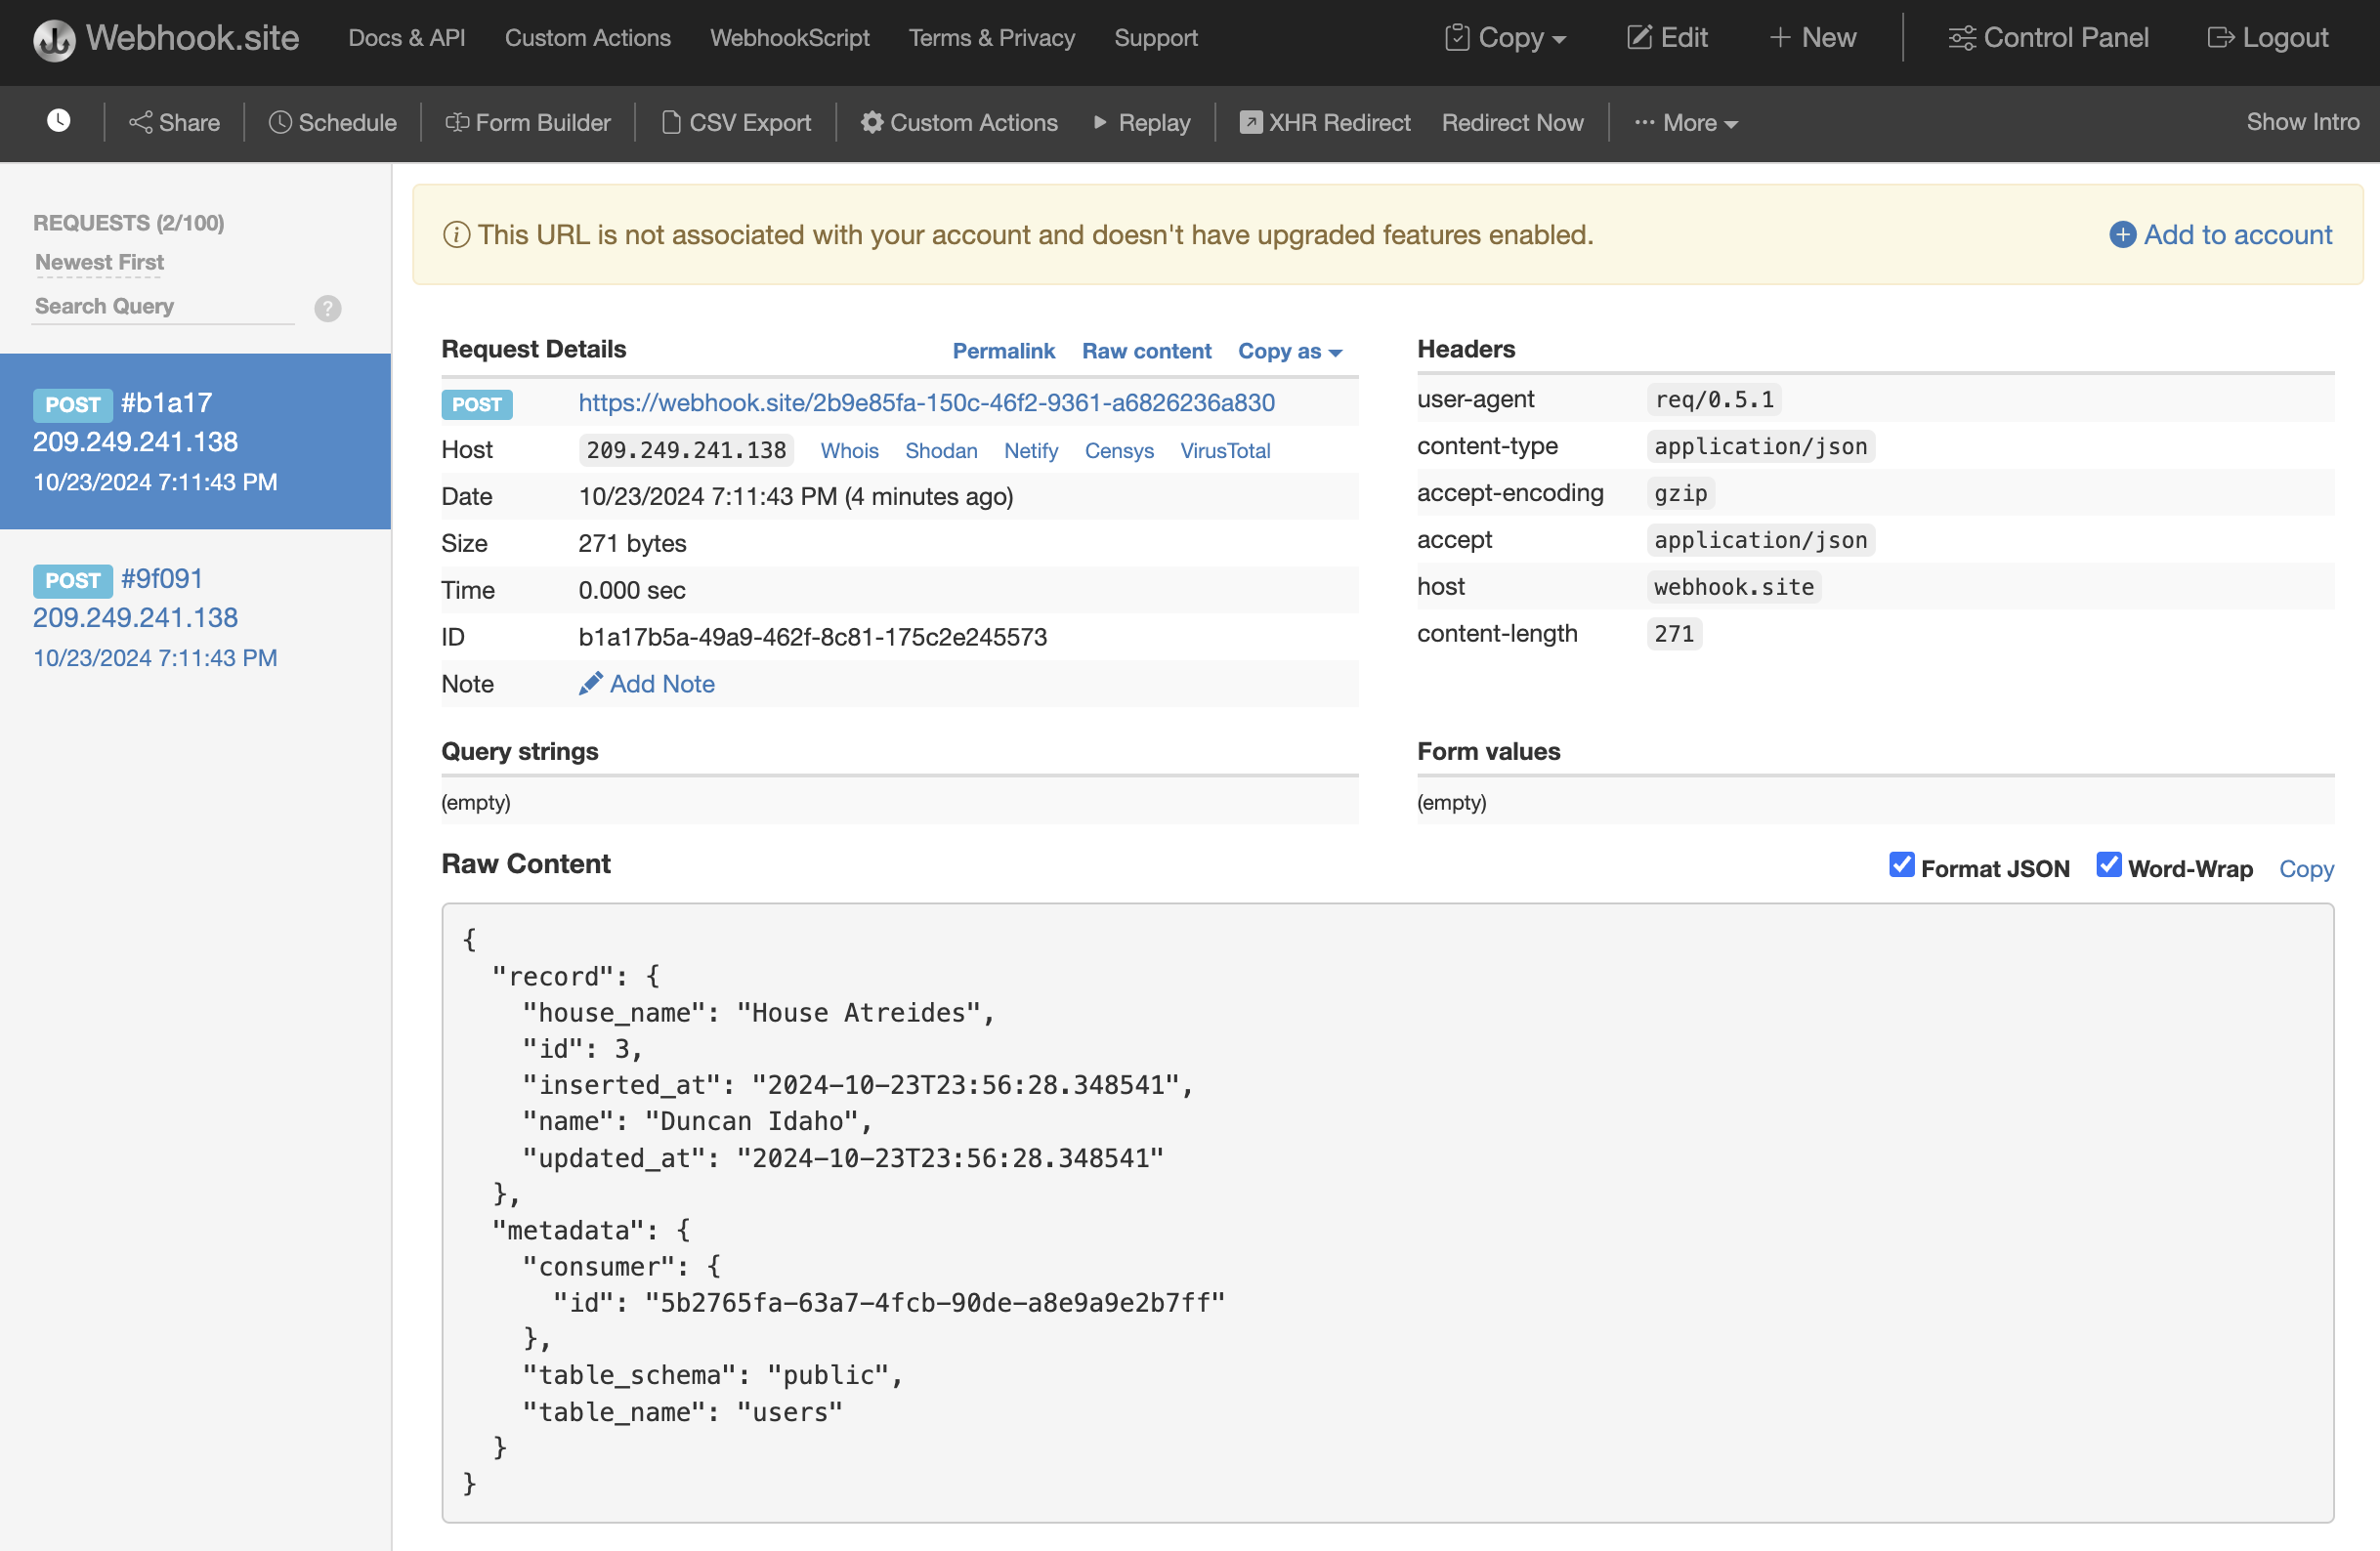 Webhook.site Docs & API Custom Actions WebhookScript Terms & Privacy Support Copy Edit New Control Panel Logout
Share Schedule Form Builder CSV Export Custom Actions Replay XHR Redirect Redirect Now ... More Show Intro
REQUESTS (2/100)
Newest First
Search Query ?
POST #b1a17
209.249.241.138
10/23/2024 7:11:43 PM
POST #9f091
209.249.241.138
10/23/2024 7:11:43 PM
This URL is not associated with your account and doesn't have upgraded features enabled. Add to account
Request Details Permalink Raw content Copy as
POST https://webhook.site/2b9e85fa-150c-46f2-9361-a6826236a830
Host 209.249.241.138 Whois Shodan Netify Censys VirusTotal
Date 10/23/2024 7:11:43 PM (4 minutes ago)
Size 271 bytes
Time 0.000 sec
ID b1a17b5a-49a9-462f-8c81-175c2e245573
Note Add Note
Headers
user-agent req/0.5.1
content-type application/json
accept-encoding gzip
accept application/json
host webhook.site
content-length 271
Query strings
(empty)
Form values
(empty)
Raw Content Format JSON Word-Wrap Copy
{
  "record": {
    "house_name": "House Atreides",
    "id": 3,
    "inserted_at": "2024-10-23T23:56:28.348541",
    "name": "Duncan Idaho",
    "updated_at": "2024-10-23T23:56:28.348541"
  },
  "metadata": {
    "consumer": {
      "id": "5b2765fa-63a7-4fcb-90de-a8e9a9e2b7ff"
    },
    "table_schema": "public",
    "table_name": "users"
  }
}